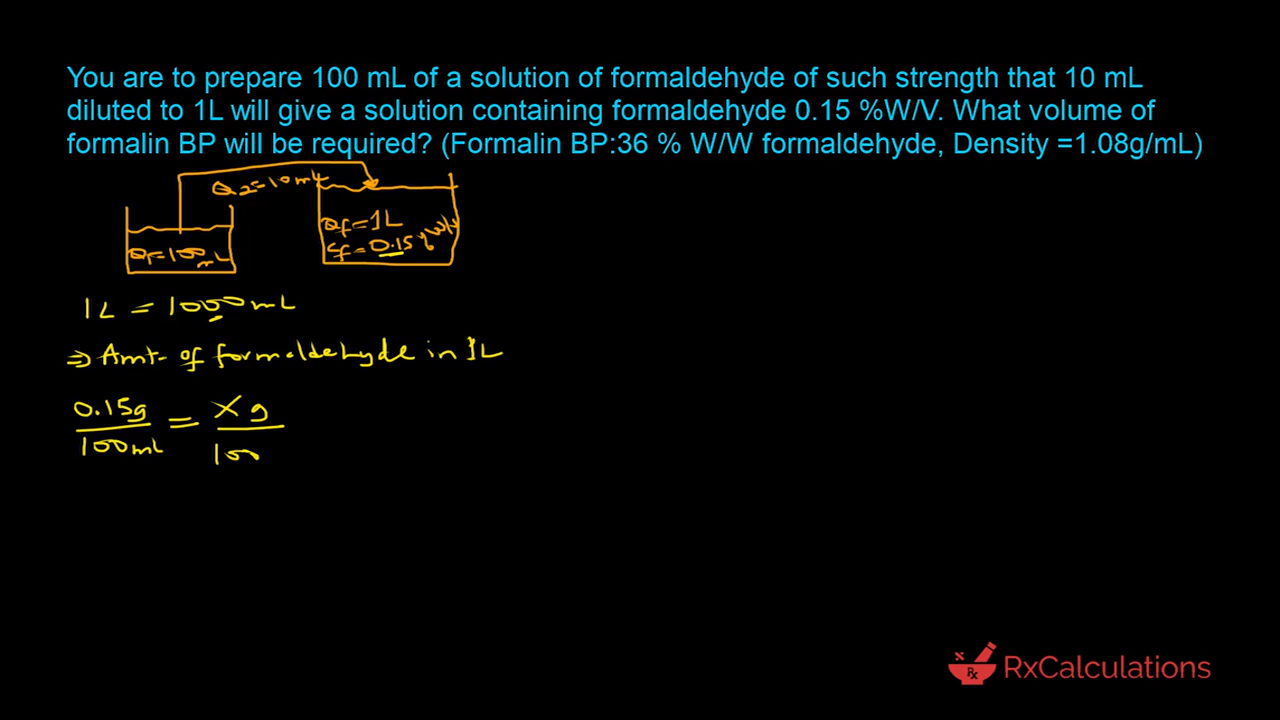 You are to prepare 100 mL of a solution of formaldehyde of such strength that 10 mL
diluted to 1L will give a solution containing formaldehyde 0.15 %W/V. What volume of
formalin BP will be required? (Formalin BP:36 % W/W formaldehyde, Density =1.08g/mL)
Q2=10mL
Q1=100mL
Qf=1L
Cf=0.15%W/V
1L = 1000mL
⇒ Amt. of formaldehyde in 1L
0.15g = X g
100mL 100
Rx
RxCalculations